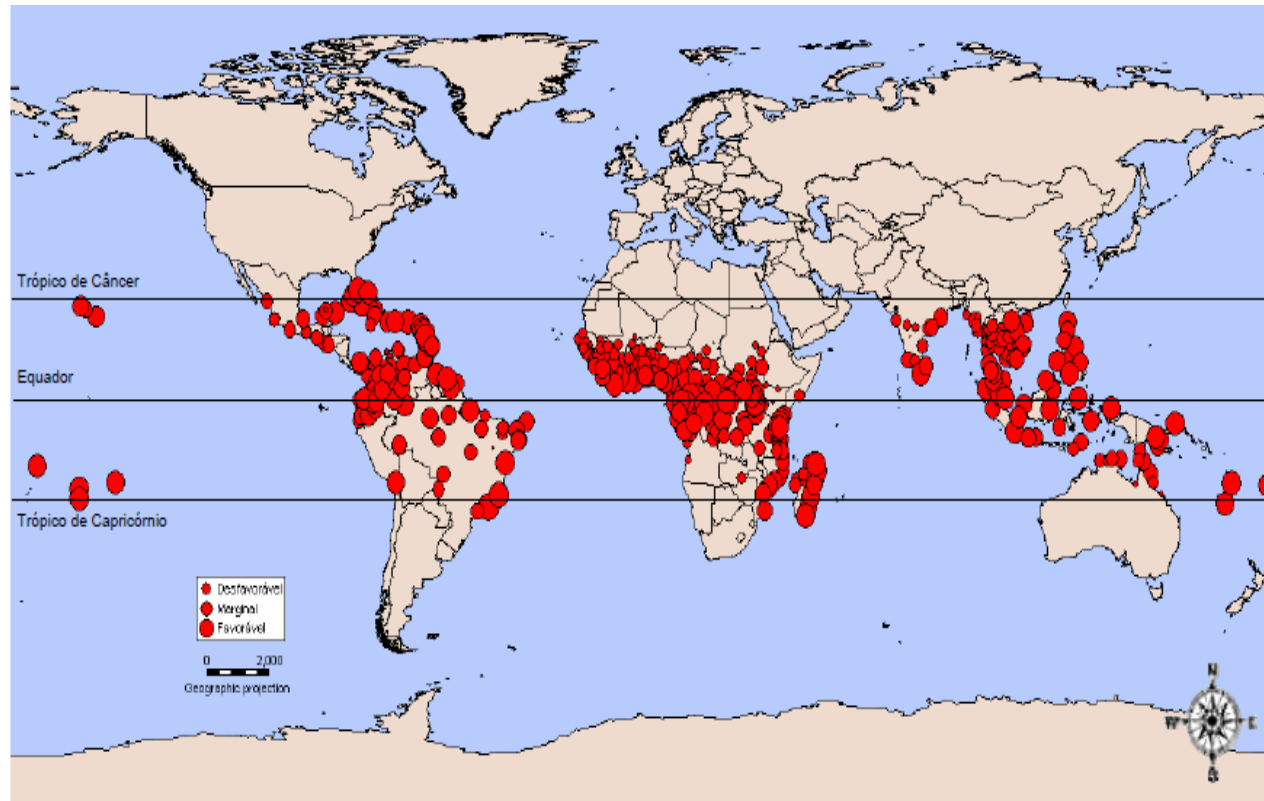 Trópico de Câncer
Equador
Trópico de Capricórnio
Desfavorável
Marginal
Favorável
0 2,000
Geographic projection
N
W E
S